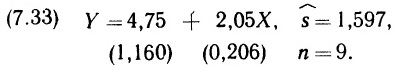 (7.33) Y = 4,75 + 2,05X, ŝ = 1,597,
(1,160) (0,206) n = 9.